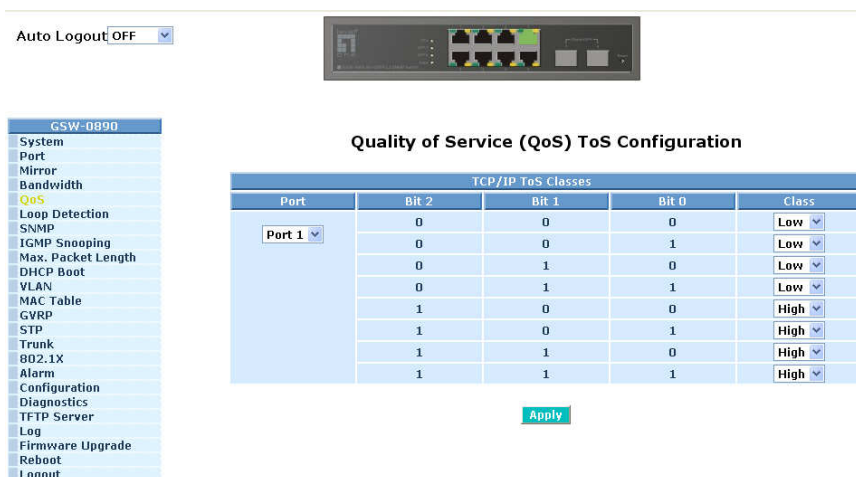 Auto Logout OFF
GSW-0890
System
Port
Mirror
Bandwidth
QoS
Loop Detection
SNMP
IGMP Snooping
Max. Packet Length
DHCP Boot
VLAN
MAC Table
GVRP
STP
Trunk
802.1X
Alarm
Configuration
Diagnostics
TFTP Server
Log
Firmware Upgrade
Reboot
Logout
Quality of Service (QoS) ToS Configuration
TCP/IP ToS Classes
Port Bit 2 Bit 1 Bit 0 Class
Port 1
0 0 0 Low
0 0 1 Low
0 1 0 Low
0 1 1 Low
1 0 0 High
1 0 1 High
1 1 0 High
1 1 1 High
Apply